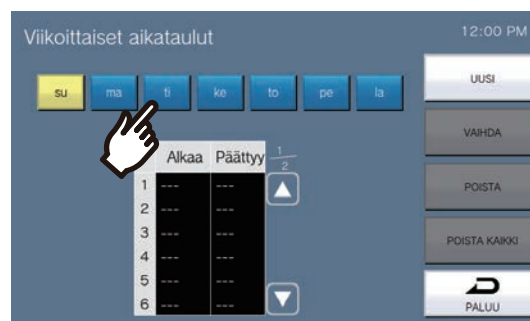 Viikoittaiset aikataulut
12:00 PM
su ma ti ke to pe la
UUSI
VAIHDA
POISTA
POISTA KAIKKI
PALUU
Alkaa Päättyy 1/2
1 --- ---
2 --- ---
3 --- ---
4 --- ---
5 --- ---
6 --- ---